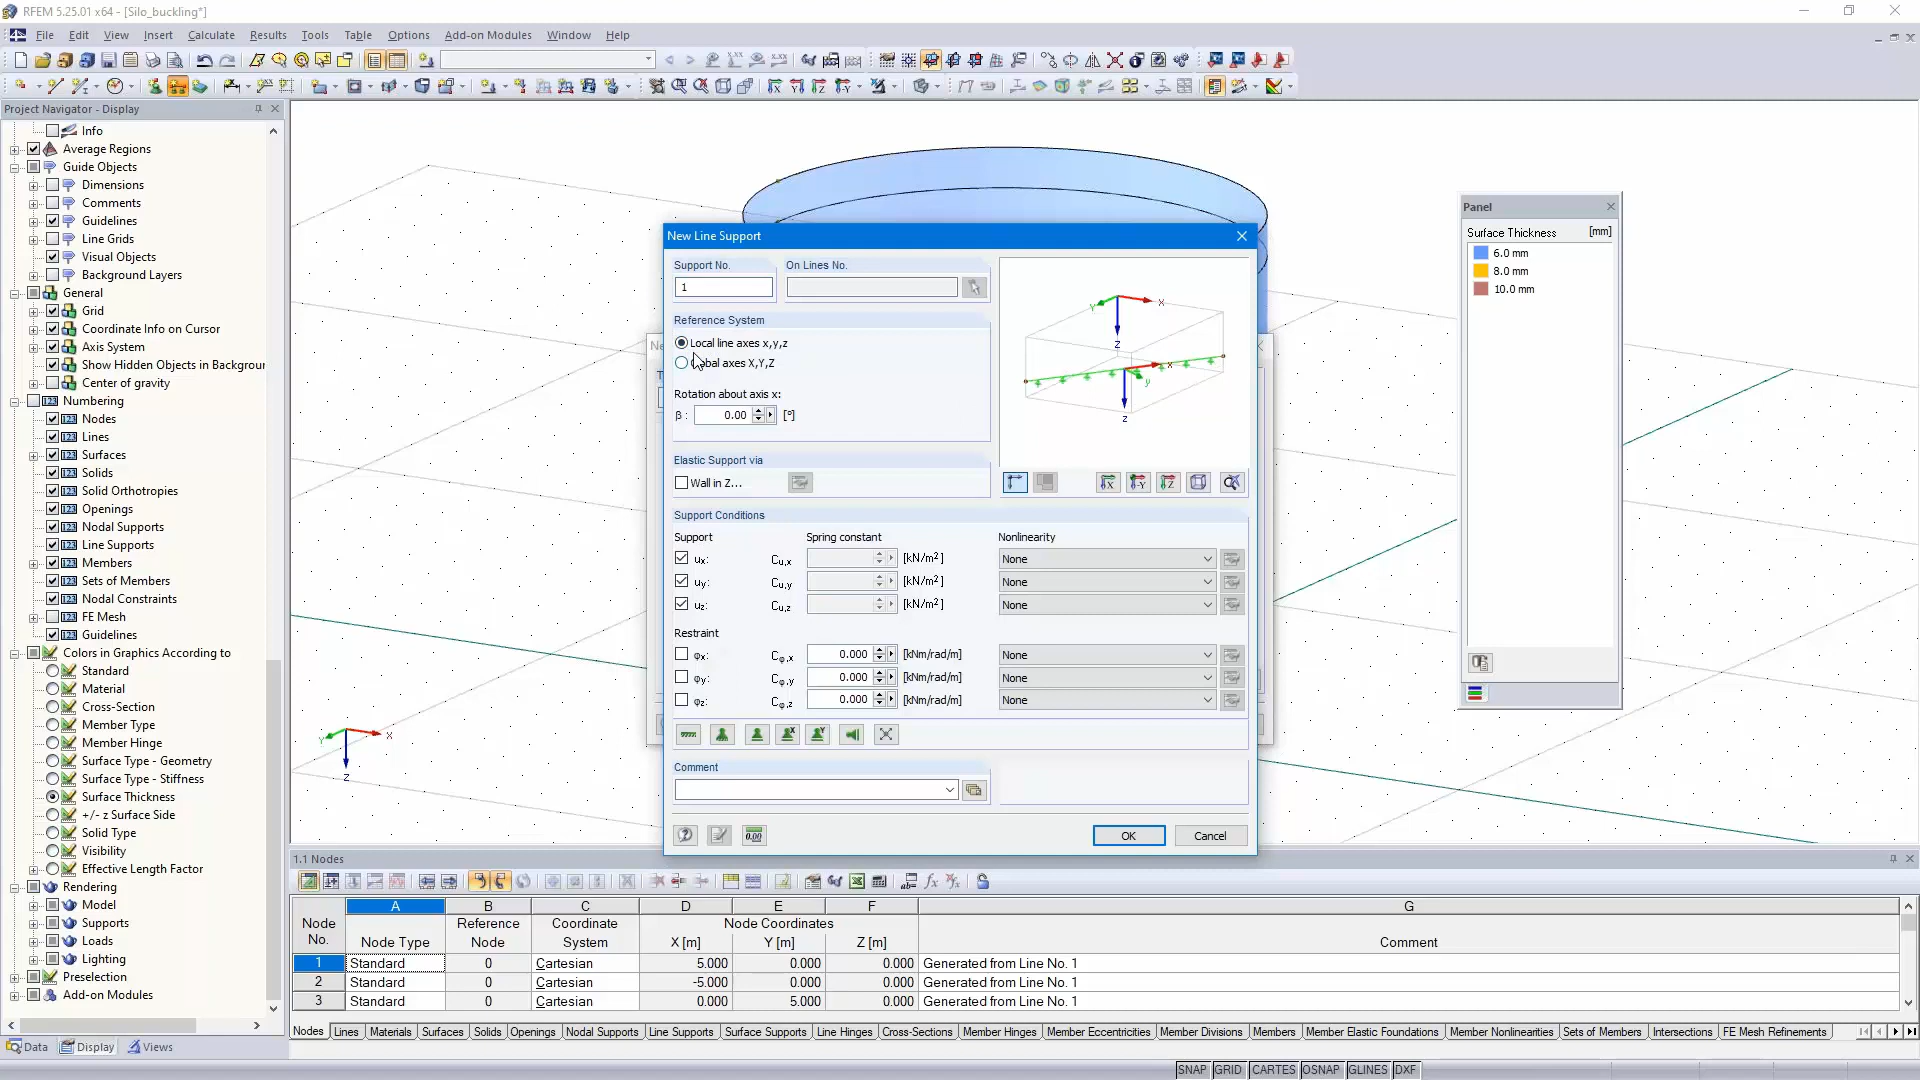 RFEM 5.25.01 x64 - [Silo_buckling*]
File Edit View Insert Calculate Results Tools Table Options Add-on Modules Window Help
Project Navigator - Display
Info
Average Regions
Guide Objects
Dimensions
Comments
Guidelines
Line Grids
Visual Objects
Background Layers
General
Grid
Coordinate Info on Cursor
Axis System
Show Hidden Objects in Backgrour
Center of gravity
Numbering
Nodes
Lines
Surfaces
Solids
Solid Orthotropies
Openings
Nodal Supports
Line Supports
Members
Sets of Members
Nodal Constraints
FE Mesh
Guidelines
Colors in Graphics According to
Standard
Material
Cross-Section
Member Type
Member Hinge
Surface Type - Geometry
Surface Type - Stiffness
Surface Thickness
+/- z Surface Side
Solid Type
Visibility
Effective Length Factor
Rendering
Model
Supports
Loads
Lighting
Preselection
Add-on Modules
Data Display Views
New Line Support
Support No. On Lines No.
1
Reference System
Local line axes x,y,z
Global axes X,Y,Z
Rotation about axis x:
β : 0.00 [°]
Elastic Support via
Wall in Z...
Support Conditions
Support Spring constant Nonlinearity
ux: Cu,x [kN/m2] None
uy: Cu,y [kN/m2] None
uz: Cu,z [kN/m2] None
Restraint
φx: Cφ,x 0.000 [kNm/rad/m] None
φy: Cφ,y 0.000 [kNm/rad/m] None
φz: Cφ,z 0.000 [kNm/rad/m] None
Comment
OK Cancel
Panel
Surface Thickness [mm]
6.0 mm
8.0 mm
10.0 mm
1.1 Nodes
A B C D E F G
Node Reference Coordinate Node Coordinates
No. Node Type Node System X [m] Y [m] Z [m] Comment
1 Standard 0 Cartesian 5.000 0.000 0.000 Generated from Line No. 1
2 Standard 0 Cartesian -5.000 0.000 0.000 Generated from Line No. 1
3 Standard 0 Cartesian 0.000 5.000 0.000 Generated from Line No. 1
Nodes Lines Materials Surfaces Solids Openings Nodal Supports Line Supports Surface Supports Line Hinges Cross-Sections Member Hinges Member Eccentricities Member Divisions Members Member Elastic Foundations Member Nonlinearities Sets of Members Intersections FE Mesh Refinements
SNAP GRID CARTES OSNAP GLINES DXF